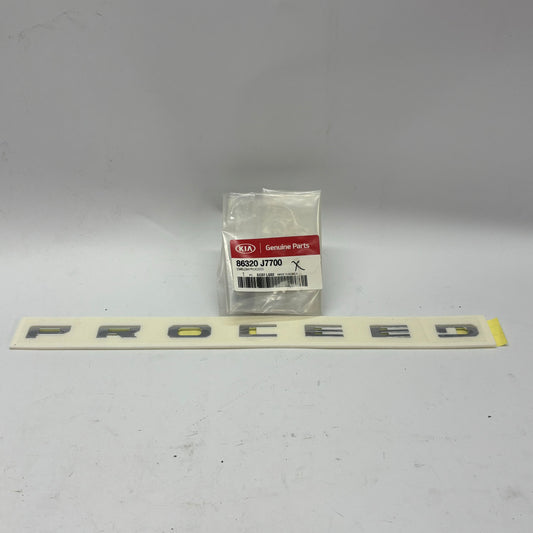 KIA Genuine Parts
86320 J7700 X
PROCEED